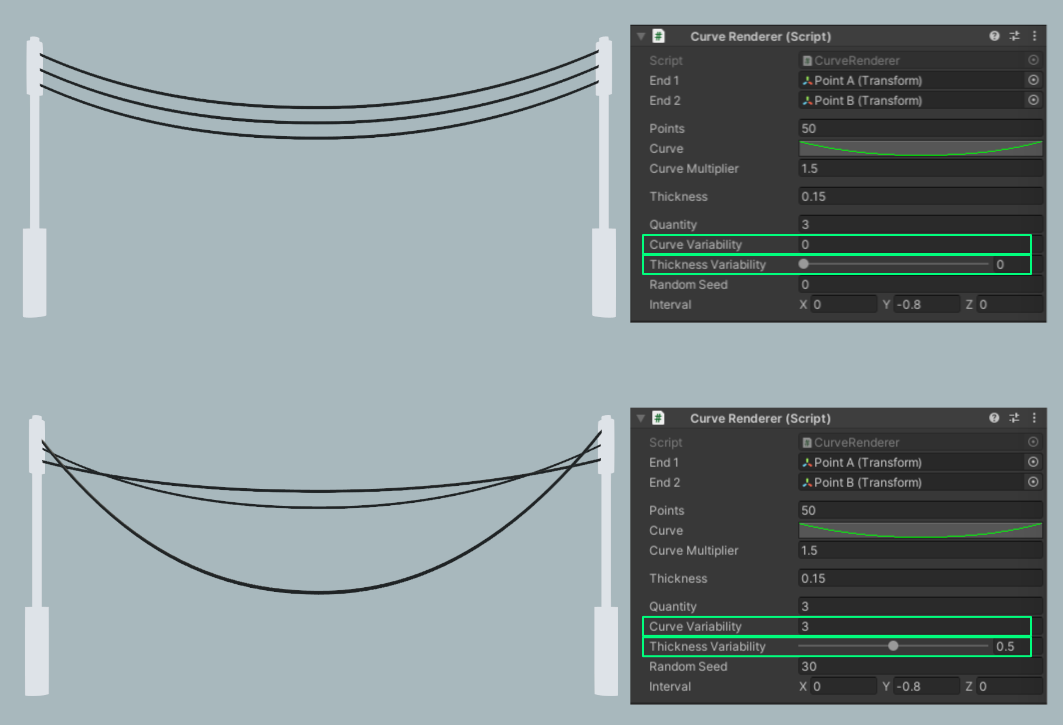 # Curve Renderer (Script)
Script CurveRenderer
End 1 Point A (Transform)
End 2 Point B (Transform)
Points 50
Curve
Curve Multiplier 1.5
Thickness 0.15
Quantity 3
Curve Variability 0
Thickness Variability 0
Random Seed 0
Interval X 0 Y -0.8 Z 0
# Curve Renderer (Script)
Script CurveRenderer
End 1 Point A (Transform)
End 2 Point B (Transform)
Points 50
Curve
Curve Multiplier 1.5
Thickness 0.15
Quantity 3
Curve Variability 3
Thickness Variability 0.5
Random Seed 30
Interval X 0 Y -0.8 Z 0